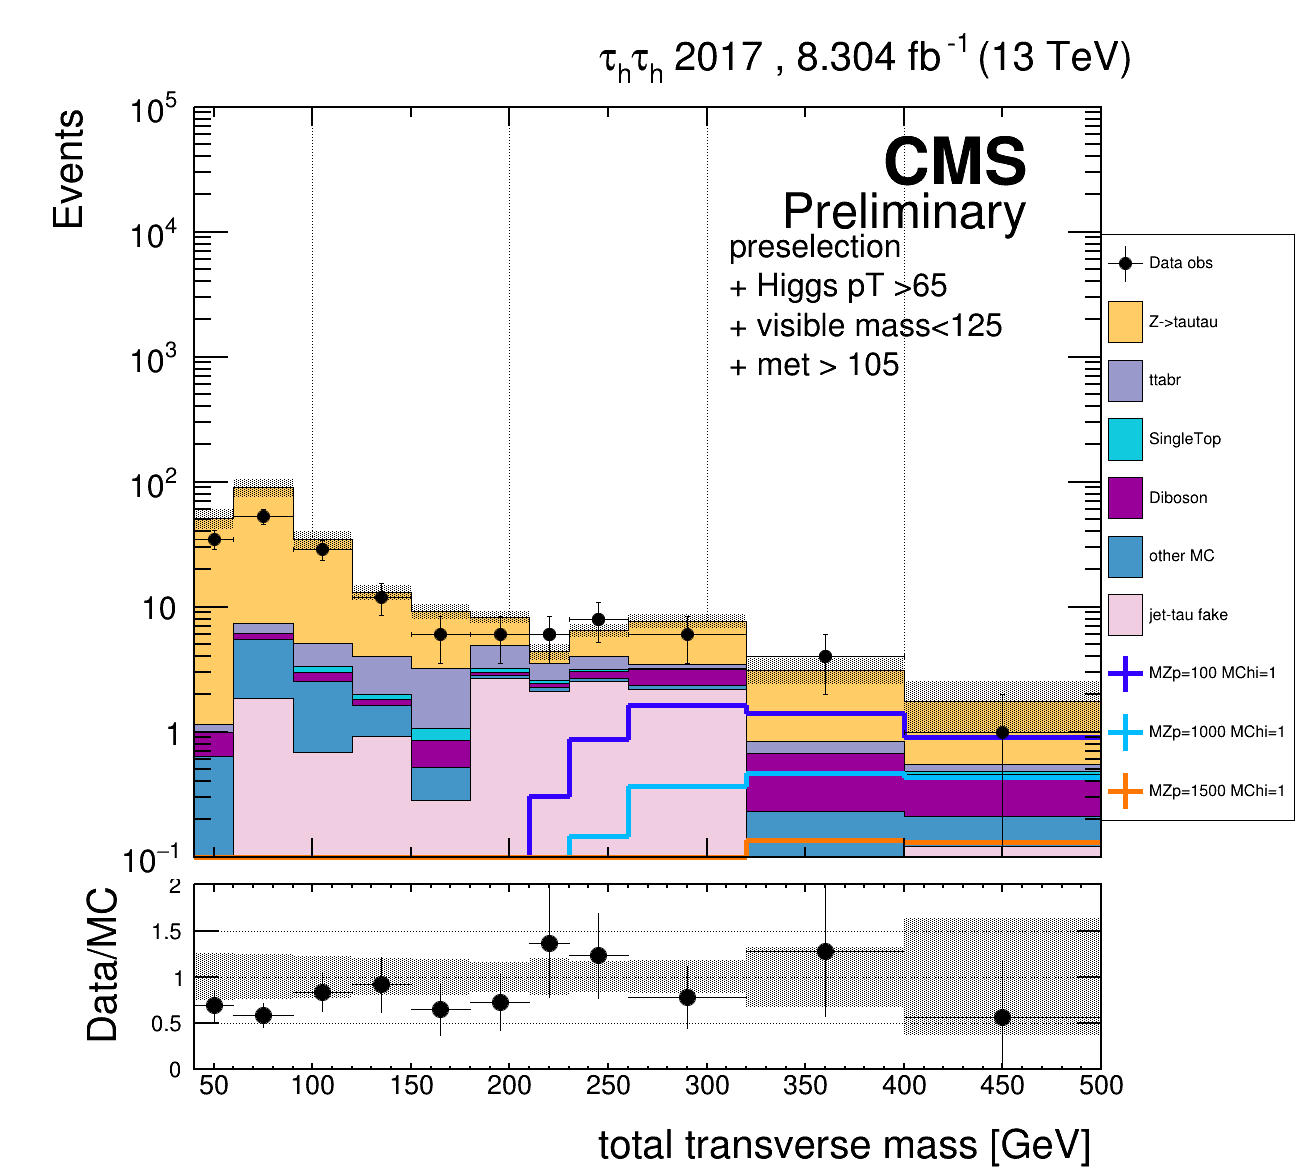 τhτh 2017 , 8.304 fb-1 (13 TeV)
Events
10^5
10^4
10^3
10^2
10
1
10^−1
CMS
Preliminary
preselection
+ Higgs pT >65
+ visible mass<125
+ met > 105
Data obs
Z->tautau
ttabr
SingleTop
Diboson
other MC
jet-tau fake
MZp=100 MChi=1
MZp=1000 MChi=1
MZp=1500 MChi=1
Data/MC
2
1.5
1
0.5
0
50 100 150 200 250 300 350 400 450 500
total transverse mass [GeV]